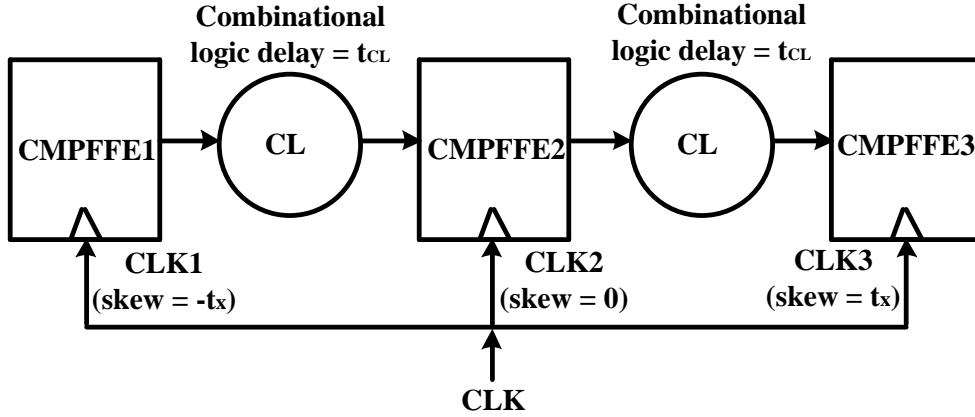 Combinational
logic delay = tCL
Combinational
logic delay = tCL
CMPFFE1
CL
CMPFFE2
CL
CMPFFE3
CLK1
(skew = -tx)
CLK2
(skew = 0)
CLK3
(skew = tx)
CLK